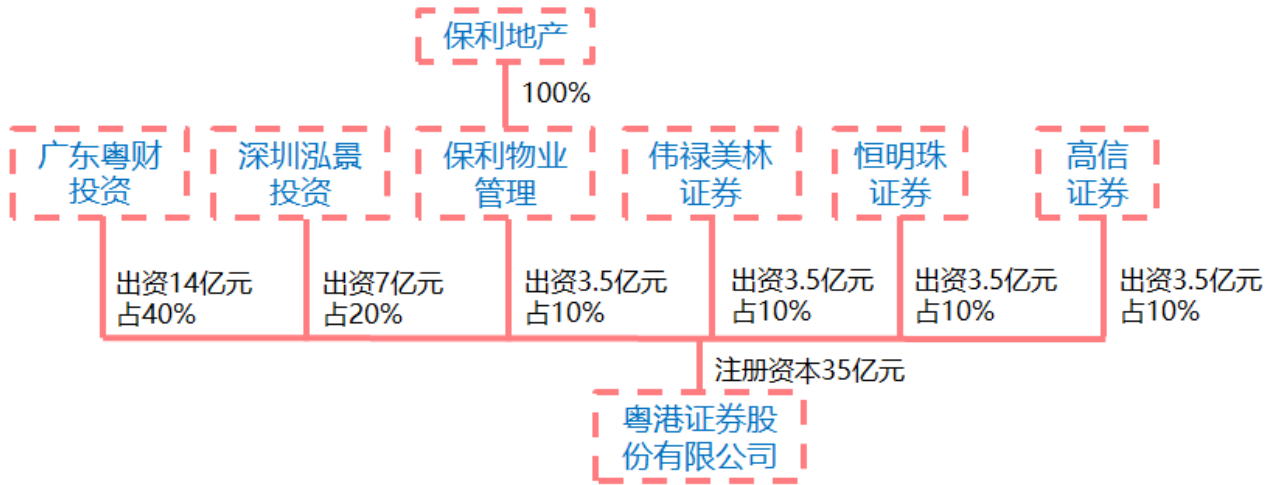 保利地产
100%
广东粤财
投资
深圳泓景
投资
保利物业
管理
伟禄美林
证券
恒明珠
证券
高信
证券
出资14亿元
占40%
出资7亿元
占20%
出资3.5亿元
占10%
出资3.5亿元
占10%
出资3.5亿元
占10%
出资3.5亿元
占10%
注册资本35亿元
粤港证券股
份有限公司